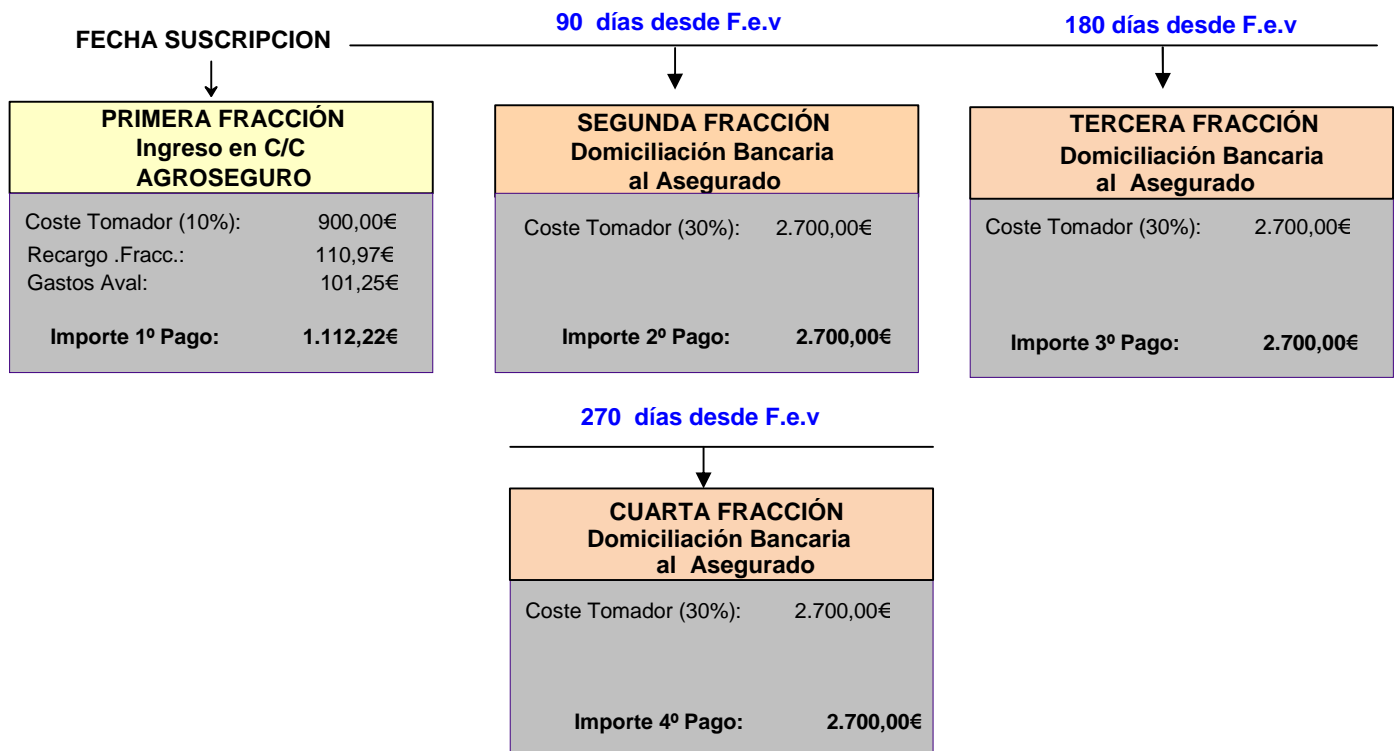 FECHA SUSCRIPCION
90 días desde F.e.v
180 días desde F.e.v
PRIMERA FRACCIÓN
Ingreso en C/C
AGROSEGURO
Coste Tomador (10%): 900,00€
Recargo .Fracc.: 110,97€
Gastos Aval: 101,25€
Importe 1º Pago: 1.112,22€
SEGUNDA FRACCIÓN
Domiciliación Bancaria
al Asegurado
Coste Tomador (30%): 2.700,00€
Importe 2º Pago: 2.700,00€
TERCERA FRACCIÓN
Domiciliación Bancaria
al Asegurado
Coste Tomador (30%): 2.700,00€
Importe 3º Pago: 2.700,00€
270 días desde F.e.v
CUARTA FRACCIÓN
Domiciliación Bancaria
al Asegurado
Coste Tomador (30%): 2.700,00€
Importe 4º Pago: 2.700,00€